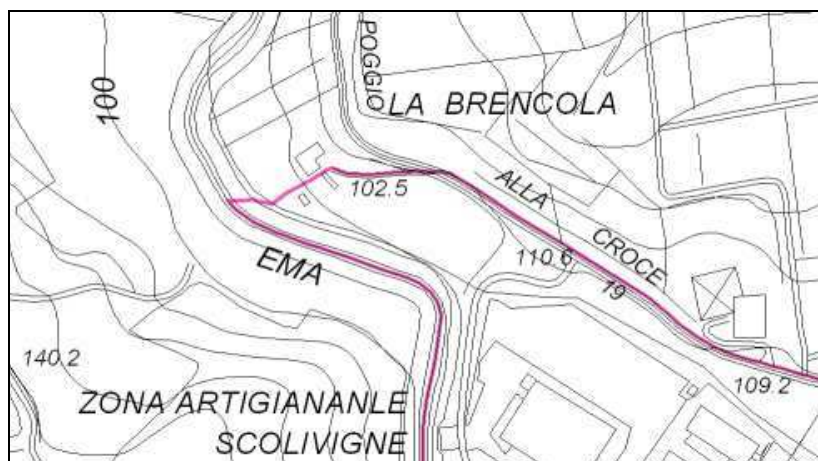 POGGIO
LA BRENCOLA
100
102.5
ALLA
CROCE
EMA
110.6
19
140.2
109.2
ZONA ARTIGIANANLE
SCOLIVIGNE